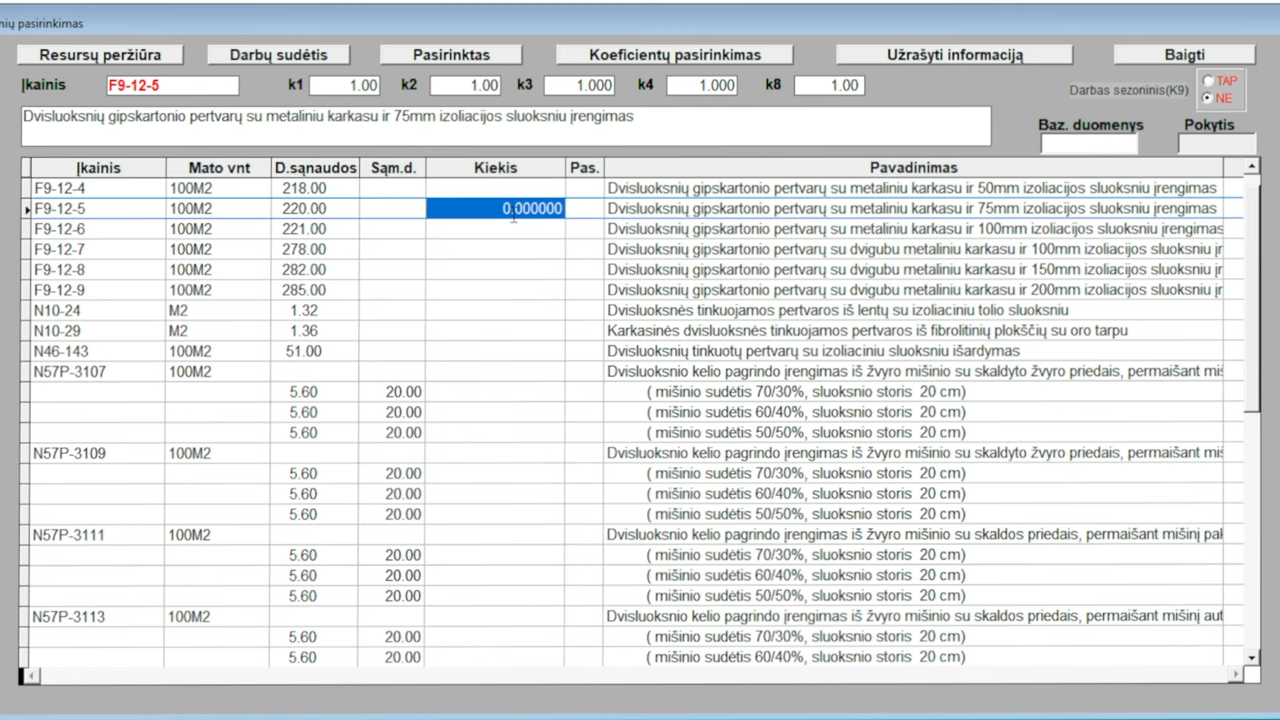 nių pasirinkimas
Resursų peržiūra Darbų sudėtis Pasirinktas Koeficientų pasirinkimas Užrašyti informaciją Baigti
Įkainis F9-12-5 k1 1.00 k2 1.00 k3 1.000 k4 1.000 k8 1.00 Darbas sezoninis(K9) TAP
NE
Dvisluoksnių gipskartonio pertvarų su metaliniu karkasu ir 75mm izoliacijos sluoksniu įrengimas
Baz. duomenys Pokytis
Įkainis Mato vnt D.sąnaudos Sąm.d. Kiekis Pas. Pavadinimas
F9-12-4 100M2 218.00 Dvisluoksnių gipskartonio pertvarų su metaliniu karkasu ir 50mm izoliacijos sluoksniu įrengimas
F9-12-5 100M2 220.00 0.000000 Dvisluoksnių gipskartonio pertvarų su metaliniu karkasu ir 75mm izoliacijos sluoksniu įrengimas
F9-12-6 100M2 221.00 Dvisluoksnių gipskartonio pertvarų su metaliniu karkasu ir 100mm izoliacijos sluoksniu įrengimas
F9-12-7 100M2 278.00 Dvisluoksnių gipskartonio pertvarų su dvigubu metaliniu karkasu ir 100mm izoliacijos sluoksniu įr
F9-12-8 100M2 282.00 Dvisluoksnių gipskartonio pertvarų su dvigubu metaliniu karkasu ir 150mm izoliacijos sluoksniu įr
F9-12-9 100M2 285.00 Dvisluoksnių gipskartonio pertvarų su dvigubu metaliniu karkasu ir 200mm izoliacijos sluoksniu įr
N10-24 M2 1.32 Dvisluoksnės tinkuojamos pertvaros iš lentų su izoliaciniu tolio sluoksniu
N10-29 M2 1.36 Karkasinės dvisluoksnės tinkuojamos pertvaros iš fibrolitinių plokščių su oro tarpu
N46-143 100M2 51.00 Dvisluoksnių tinkuotų pertvarų su izoliaciniu sluoksniu išardymas
N57P-3107 100M2 Dvisluoksnio kelio pagrindo įrengimas iš žvyro mišinio su skaldyto žvyro priedais, permaišant miš
5.60 20.00 ( mišinio sudėtis 70/30%, sluoksnio storis 20 cm)
5.60 20.00 ( mišinio sudėtis 60/40%, sluoksnio storis 20 cm)
5.60 20.00 ( mišinio sudėtis 50/50%, sluoksnio storis 20 cm)
N57P-3109 100M2 Dvisluoksnio kelio pagrindo įrengimas iš žvyro mišinio su skaldyto žvyro priedais, permaišant miš
5.60 20.00 ( mišinio sudėtis 70/30%, sluoksnio storis 20 cm)
5.60 20.00 ( mišinio sudėtis 60/40%, sluoksnio storis 20 cm)
5.60 20.00 ( mišinio sudėtis 50/50%, sluoksnio storis 20 cm)
N57P-3111 100M2 Dvisluoksnio kelio pagrindo įrengimas iš žvyro mišinio su skaldos priedais, permaišant mišinį pak
5.60 20.00 ( mišinio sudėtis 70/30%, sluoksnio storis 20 cm)
5.60 20.00 ( mišinio sudėtis 60/40%, sluoksnio storis 20 cm)
5.60 20.00 ( mišinio sudėtis 50/50%, sluoksnio storis 20 cm)
N57P-3113 100M2 Dvisluoksnio kelio pagrindo įrengimas iš žvyro mišinio su skaldos priedais, permaišant mišinį aut
5.60 20.00 ( mišinio sudėtis 70/30%, sluoksnio storis 20 cm)
5.60 20.00 ( mišinio sudėtis 60/40%, sluoksnio storis 20 cm)